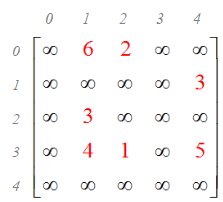 0 1 2 3 4
0 ∞ 6 2 ∞ ∞
1 ∞ ∞ ∞ ∞ 3
2 ∞ 3 ∞ ∞ ∞
3 ∞ 4 1 ∞ 5
4 ∞ ∞ ∞ ∞ ∞